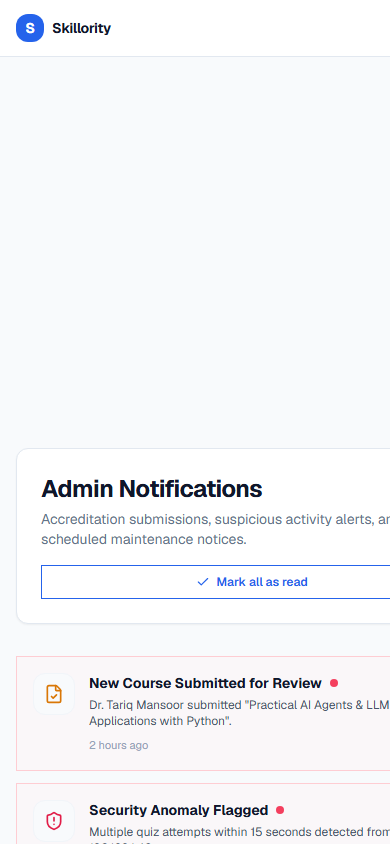 S
Skillority
Admin Notifications
Accreditation submissions, suspicious activity alerts,
scheduled maintenance notices.
Mark all as read
New Course Submitted for Review
Dr. Tariq Mansoor submitted "Practical AI Agents & LLM
Applications with Python".
2 hours ago
Security Anomaly Flagged
Multiple quiz attempts within 15 seconds detected from